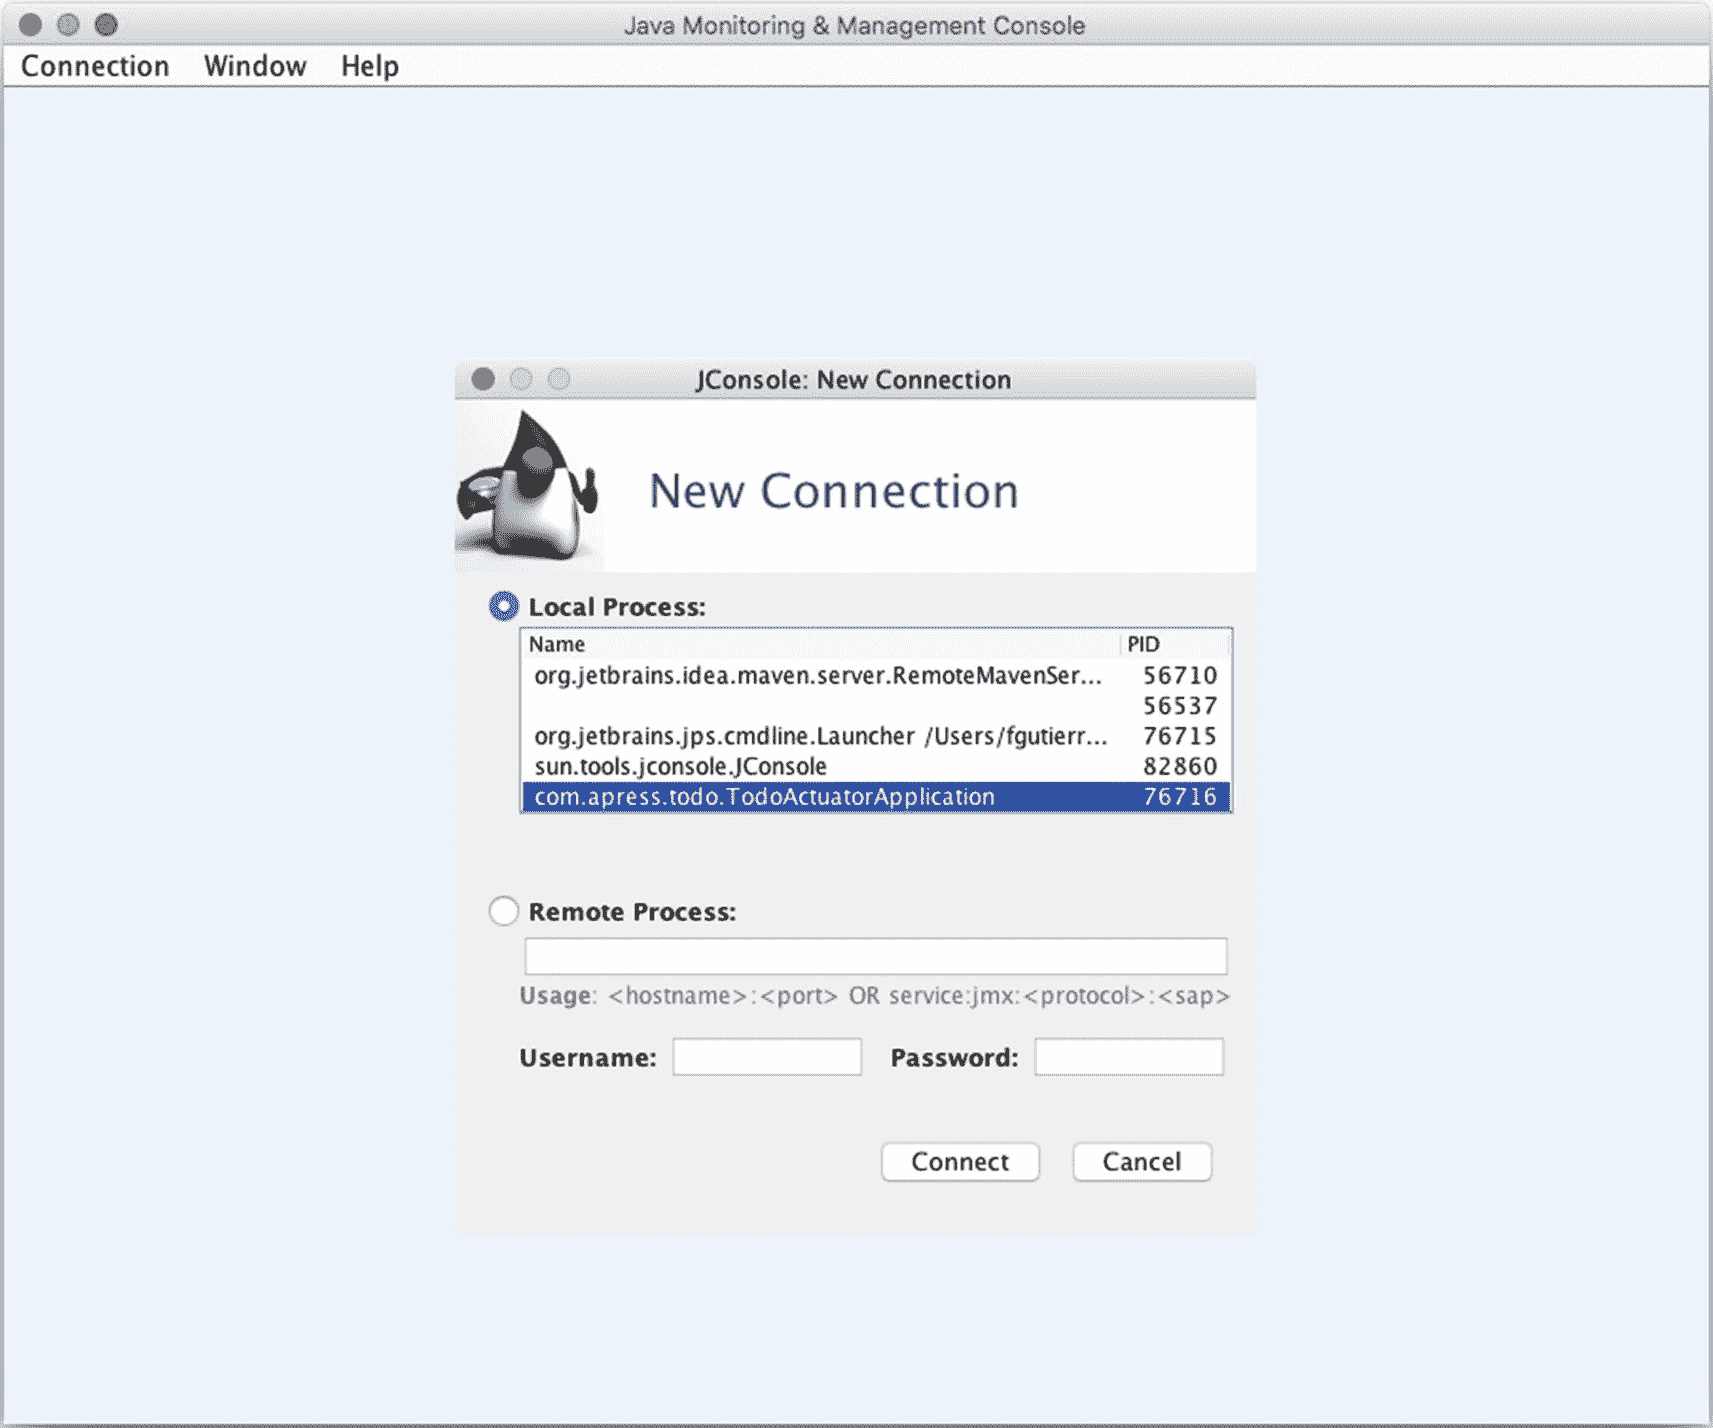 Java Monitoring & Management Console
Connection Window Help
JConsole: New Connection
New Connection
Local Process:
Name PID
org.jetbrains.idea.maven.server.RemoteMavenSer... 56710
56537
org.jetbrains.jps.cmdline.Launcher /Users/fgutierr... 76715
sun.tools.jconsole.JConsole 82860
com.apress.todo.TodoActuatorApplication 76716
Remote Process:
Usage: <hostname>:<port> OR service:jmx:<protocol>:<sap>
Username: Password:
Connect Cancel